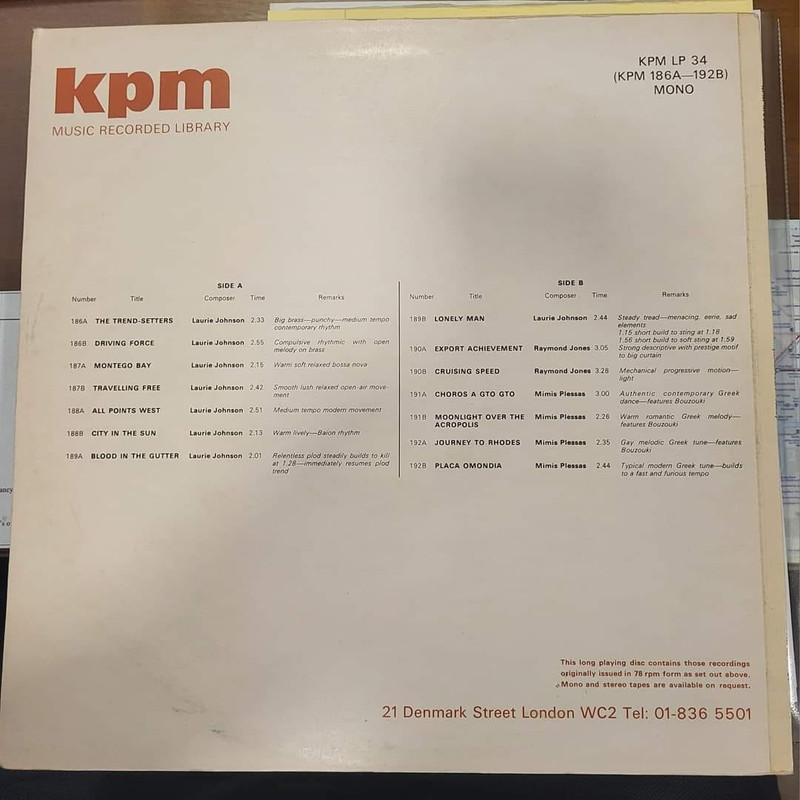 kpm
MUSIC RECORDED LIBRARY
KPM LP 34
(KPM 186A—192B)
MONO
SIDE A
Number Title Composer Time Remarks
186A THE TREND-SETTERS Laurie Johnson 2.33 Big brass—punchy—medium tempo
contemporary rhythm
186B DRIVING FORCE Laurie Johnson 2.55 Compulsive rhythmic with open
melody on brass
187A MONTEGO BAY Laurie Johnson 2.15 Warm soft relaxed bossa nova
187B TRAVELLING FREE Laurie Johnson 2.42 Smooth lush relaxed open-air move-
ment
188A ALL POINTS WEST Laurie Johnson 2.51 Medium tempo modern movement
188B CITY IN THE SUN Laurie Johnson 2.13 Warm lively—Baion rhythm
189A BLOOD IN THE GUTTER Laurie Johnson 2.01 Relentless plod steadily builds to kill
at 1.28—immediately resumes plod
trend
SIDE B
Number Title Composer Time Remarks
189B LONELY MAN Laurie Johnson 2.44 Steady tread—menacing, eerie, sad
elements
1.15 short build to sting at 1.18
1.56 short build to soft sting at 1.59
190A EXPORT ACHIEVEMENT Raymond Jones 3.05 Strong descriptive with prestige motif
to big curtain
190B CRUISING SPEED Raymond Jones 3.28 Mechanical progressive motion—
light
191A CHOROS A GTO GTO Mimis Plessas 3.00 Authentic contemporary Greek
dance—features Bouzouki
191B MOONLIGHT OVER THE Mimis Plessas 2.26 Warm romantic Greek melody—
ACROPOLIS features Bouzouki
192A JOURNEY TO RHODES Mimis Plessas 2.35 Gay melodic Greek tune—features
Bouzouki
192B PLACA OMONDIA Mimis Plessas 2.44 Typical modern Greek tune—builds
to a fast and furious tempo
This long playing disc contains those recordings
originally issued in 78 rpm form as set out above.
Mono and stereo tapes are available on request.
21 Denmark Street London WC2 Tel: 01-836 5501